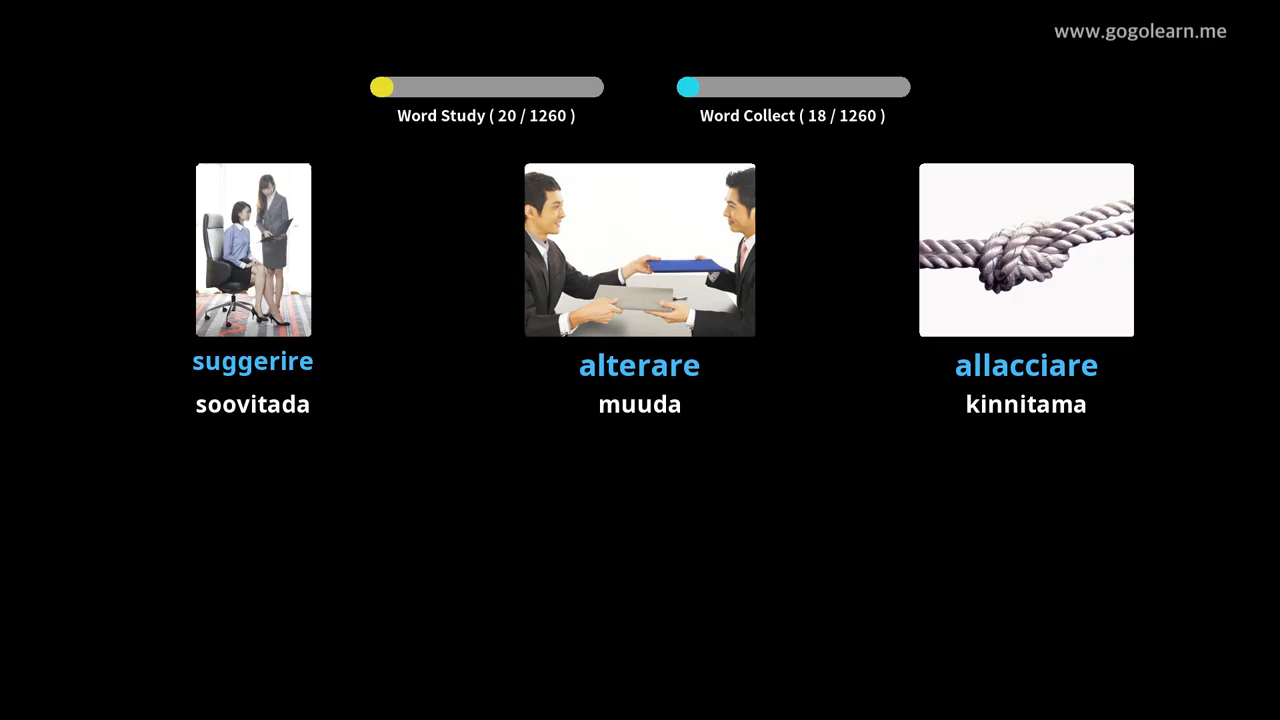 www.gogolearn.me
Word Study ( 20 / 1260 )
Word Collect ( 18 / 1260 )
suggerire
alterare
allacciare
soovitada
muuda
kinnitama